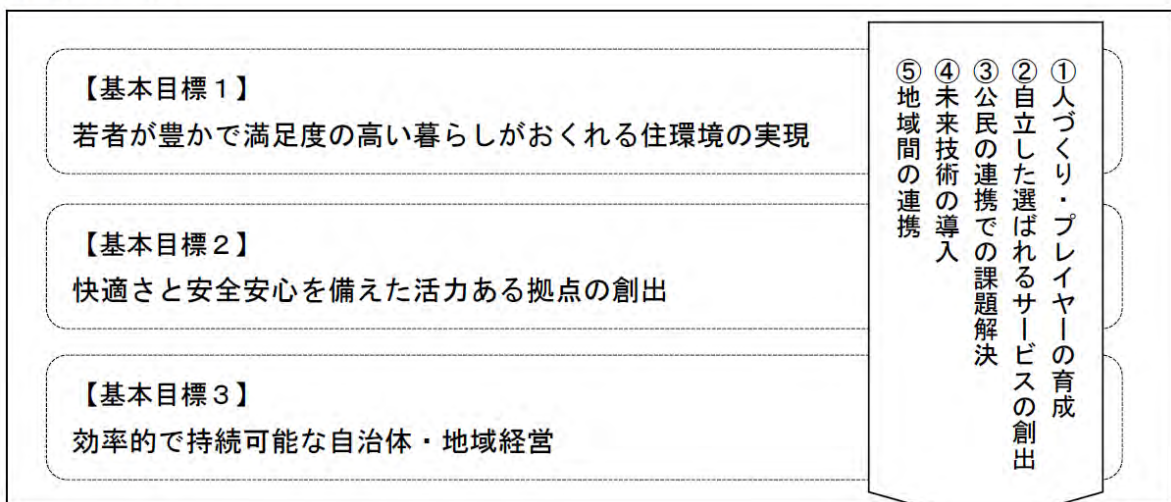 【基本目標１】
若者が豊かで満足度の高い暮らしがおくれる住環境の実現
【基本目標２】
快適さと安全安心を備えた活力ある拠点の創出
【基本目標３】
効率的で持続可能な自治体・地域経営
①人づくり・プレイヤーの育成
②自立した選ばれるサービスの創出
③公民の連携での課題解決
④未来技術の導入
⑤地域間の連携